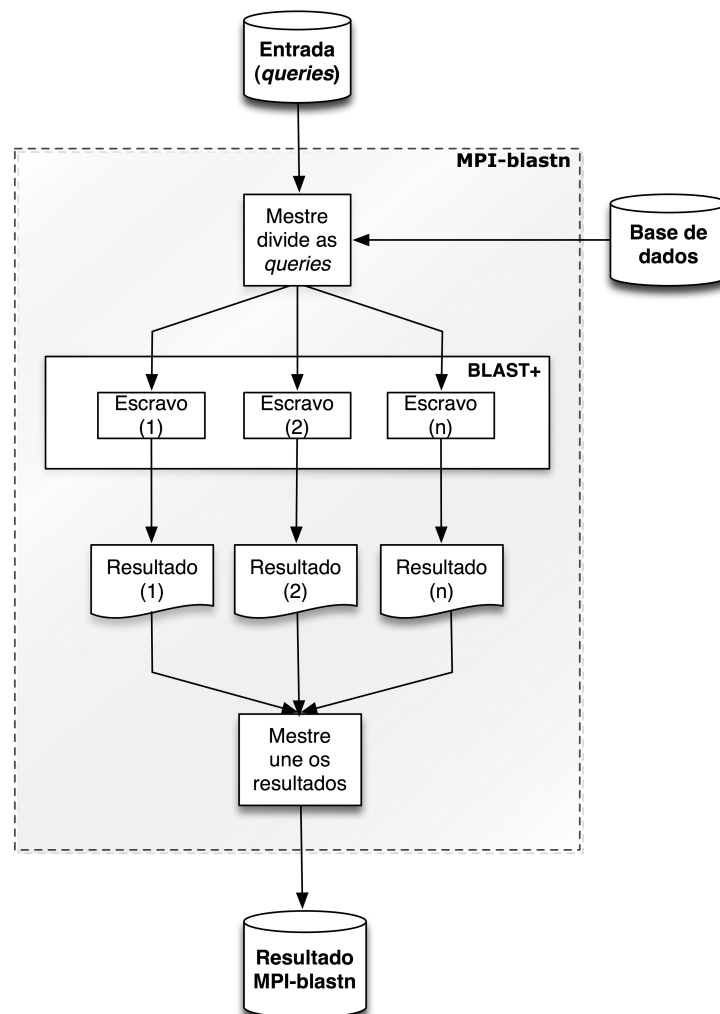 Entrada
(queries)
MPI-blastn
Mestre
divide as
queries
Base de
dados
BLAST+
Escravo
(1)
Escravo
(2)
Escravo
(n)
Resultado
(1)
Resultado
(2)
Resultado
(n)
Mestre
une os
resultados
Resultado
MPI-blastn